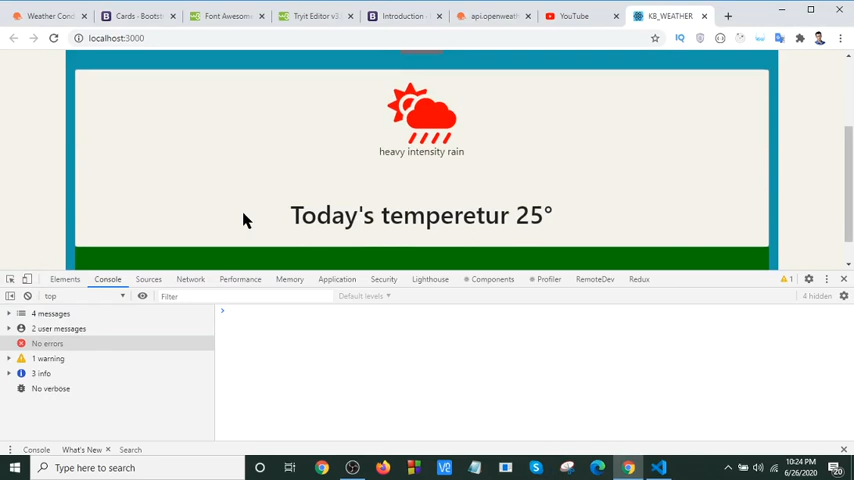 Weather Cond
Cards - Bootst
Font Awesom
Tryit Editor v3
Introduction -
api.openweath
YouTube
KB_WEATHER
localhost:3000
heavy intensity rain
Today's temperetur 25°
Elements Console Sources Network Performance Memory Application Security Lighthouse Components Profiler RemoteDev Redux 1
top Filter Default levels 4 hidden
4 messages
2 user messages
No errors
1 warning
3 info
No verbose
Console What's New Search
Type here to search
10:24 PM
6/26/2020
20